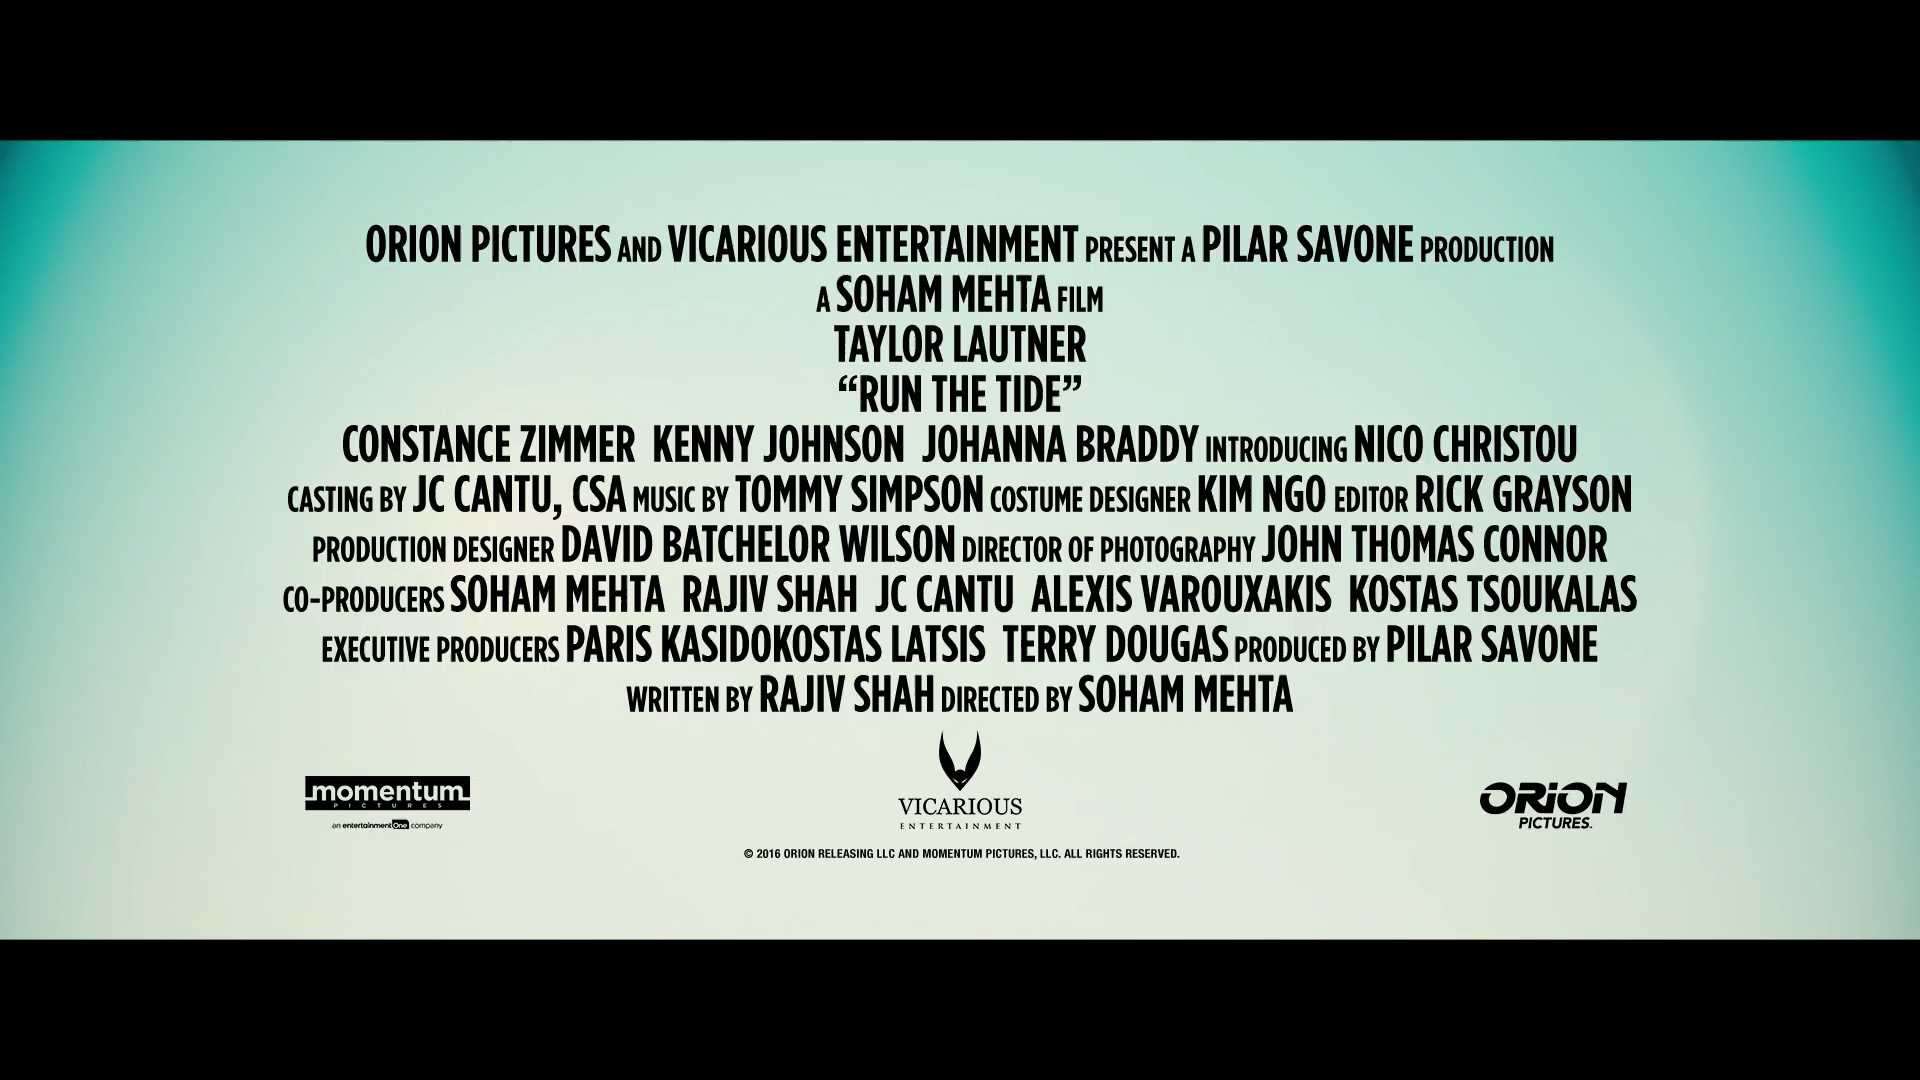 ORION PICTURES AND VICARIOUS ENTERTAINMENT PRESENT A PILAR SAVONE PRODUCTION
A SOHAM MEHTA FILM
TAYLOR LAUTNER
“RUN THE TIDE”
CONSTANCE ZIMMER KENNY JOHNSON JOHANNA BRADDY INTRODUCING NICO CHRISTOU
CASTING BY JC CANTU, CSA MUSIC BY TOMMY SIMPSON COSTUME DESIGNER KIM NGO EDITOR RICK GRAYSON
PRODUCTION DESIGNER DAVID BATCHELOR WILSON DIRECTOR OF PHOTOGRAPHY JOHN THOMAS CONNOR
CO-PRODUCERS SOHAM MEHTA RAJIV SHAH JC CANTU ALEXIS VAROUXAKIS KOSTAS TSOUKALAS
EXECUTIVE PRODUCERS PARIS KASIDOKOSTAS LATSIS TERRY DOUGAS PRODUCED BY PILAR SAVONE
WRITTEN BY RAJIV SHAH DIRECTED BY SOHAM MEHTA
momentum
PICTURES
an entertainmentOne company
VICARIOUS
ENTERTAINMENT
ORION
PICTURES.
© 2016 ORION RELEASING LLC AND MOMENTUM PICTURES, LLC. ALL RIGHTS RESERVED.